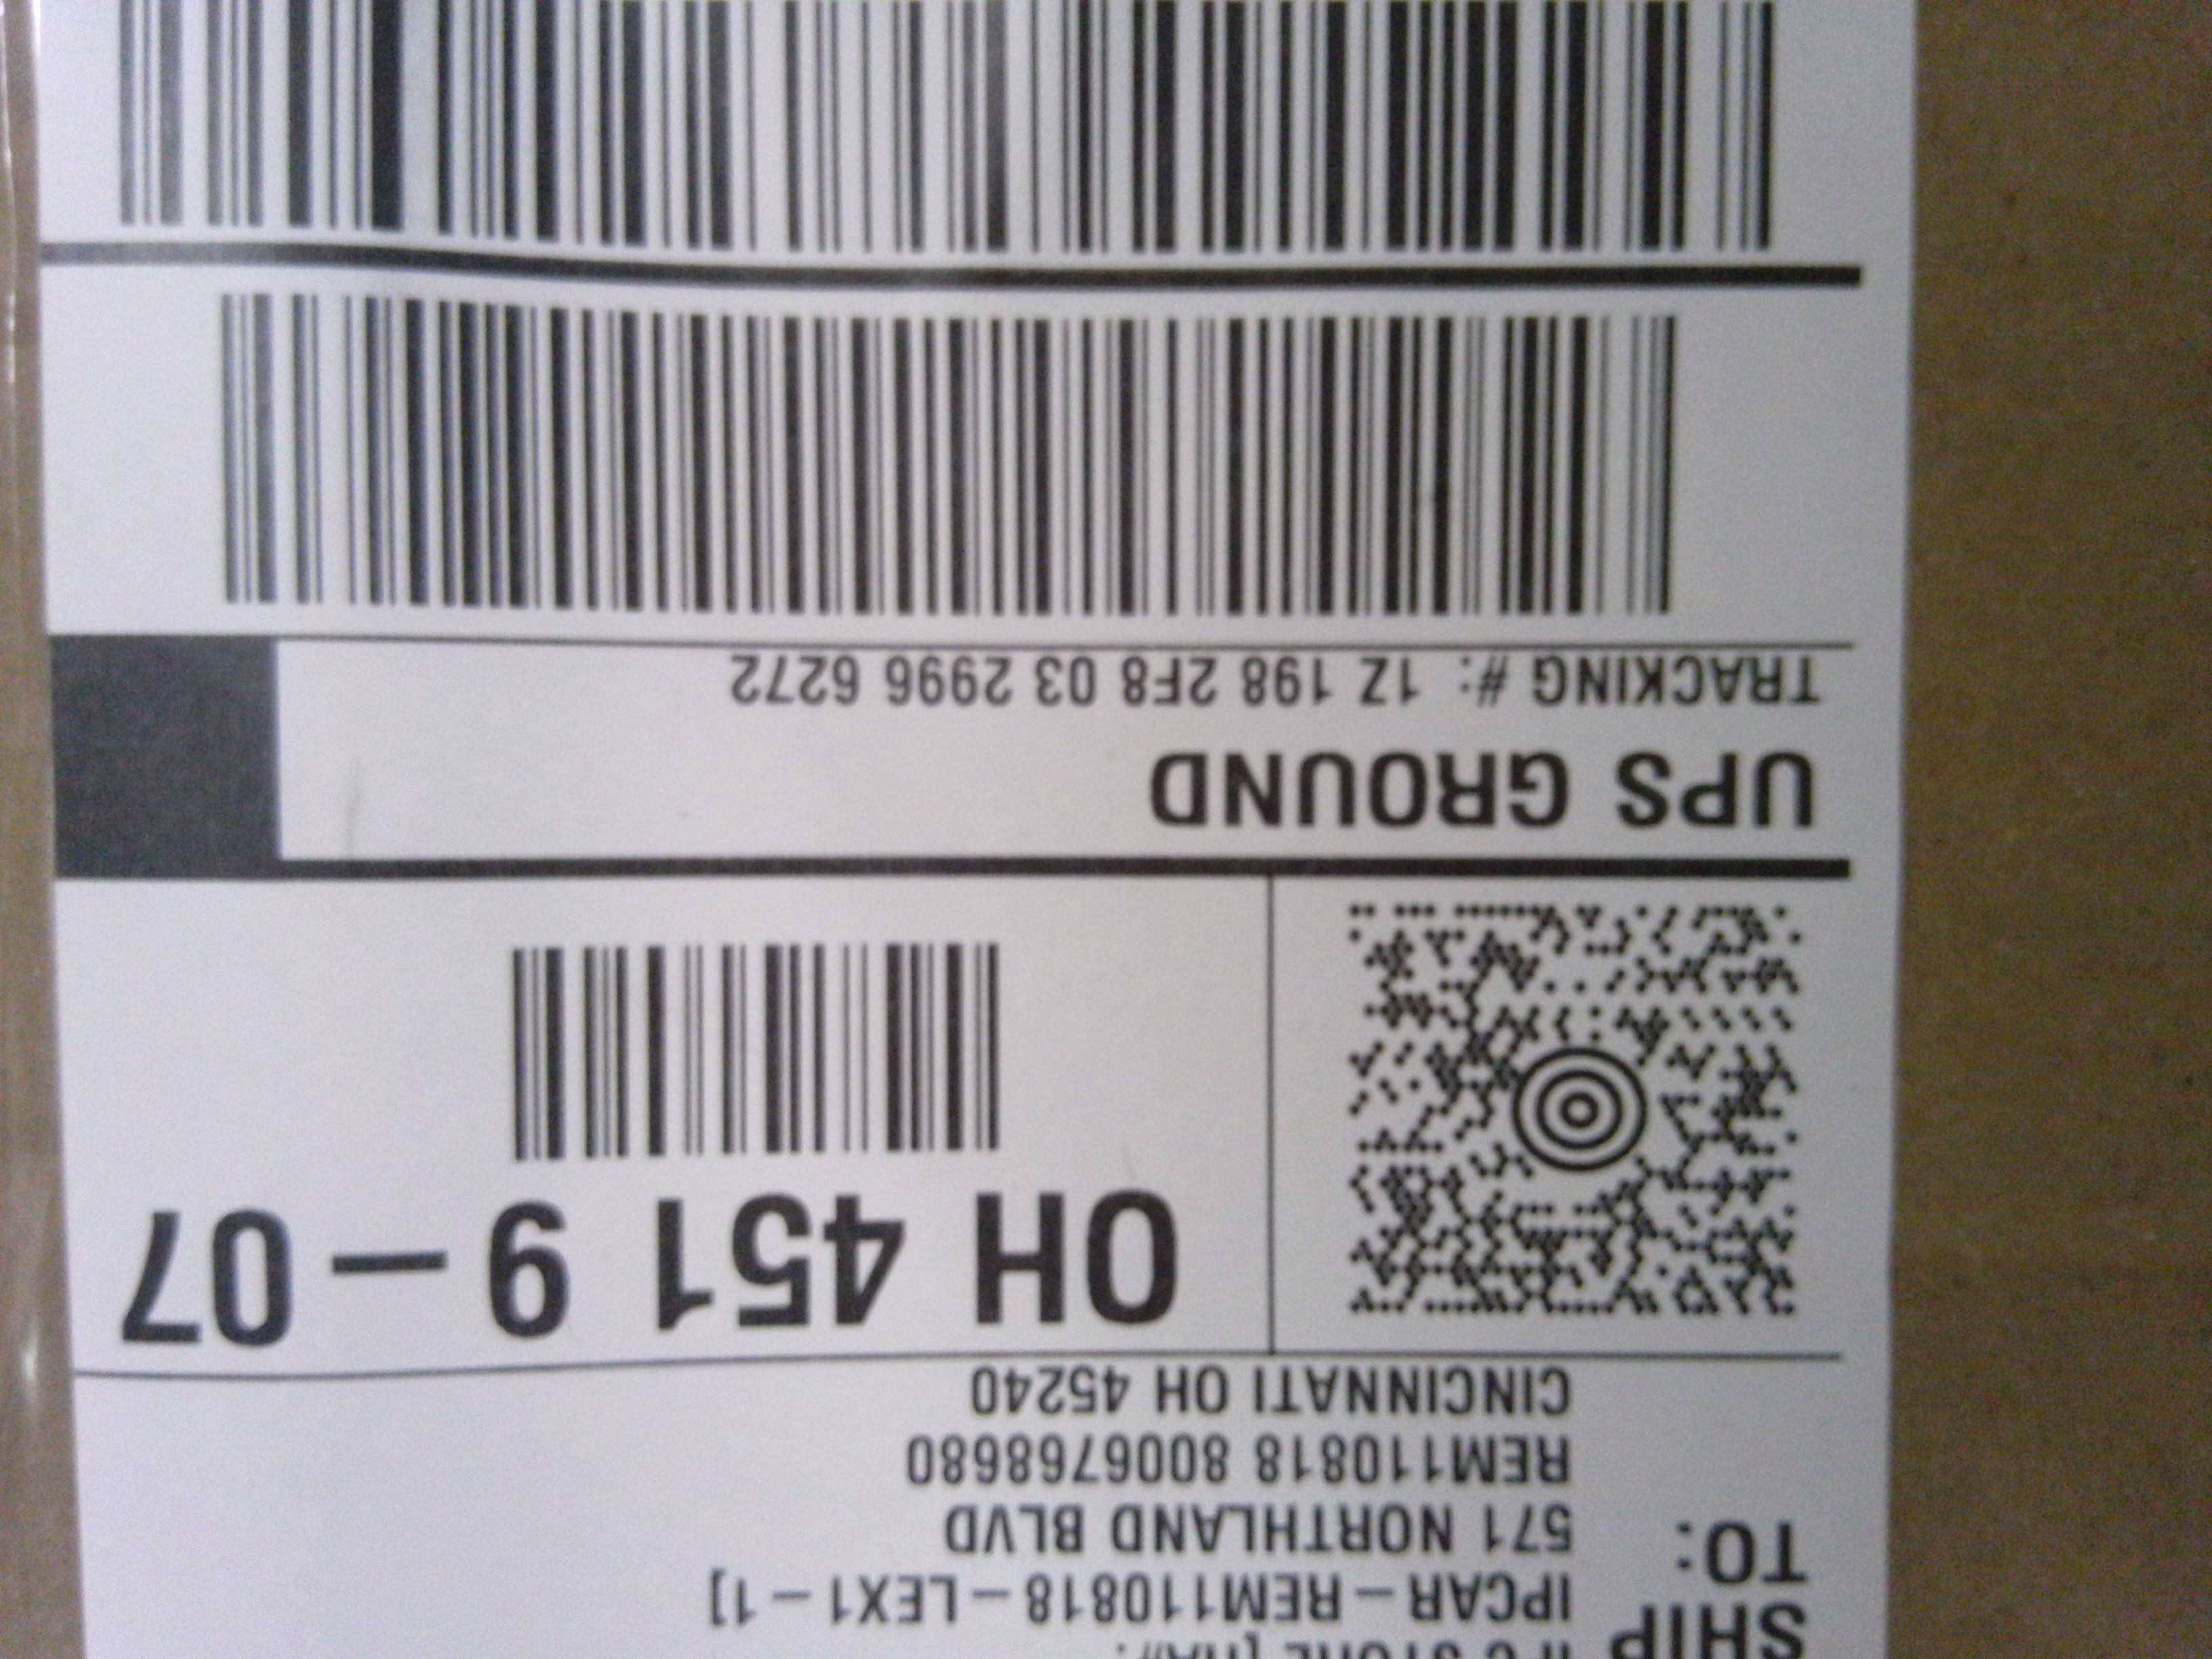 SHIP
TO:
IPCAR – REM110818 – LEX1 – 1]
571 NORTHLAND BLVD
REM110818 8006768680
CINCINNATI OH 45240
OH 451 9 – 07
UPS GROUND
TRACKING #: 1Z 198 2F8 03 2996 6272